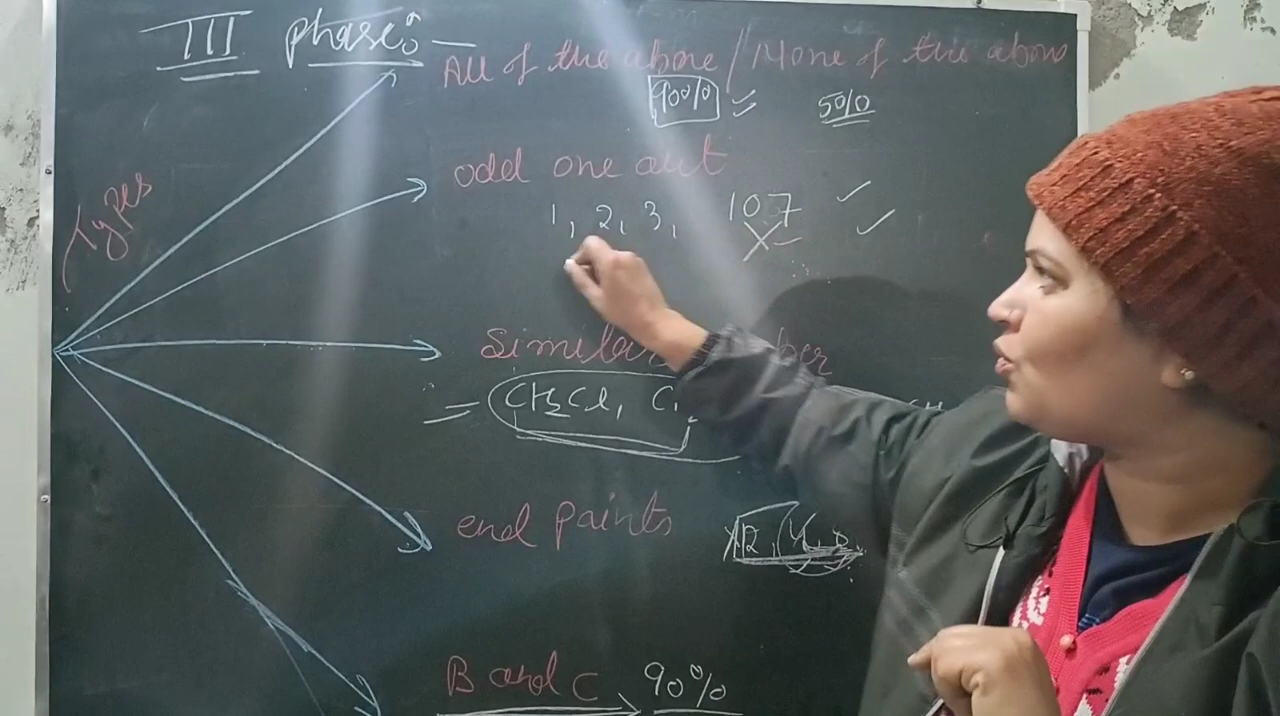 III phase:-
All of the above / None of the above
90% 5%
Types
odd one out
1, 2, 3, 107
Similar
CH3Cl, C
end points
B and C 90%